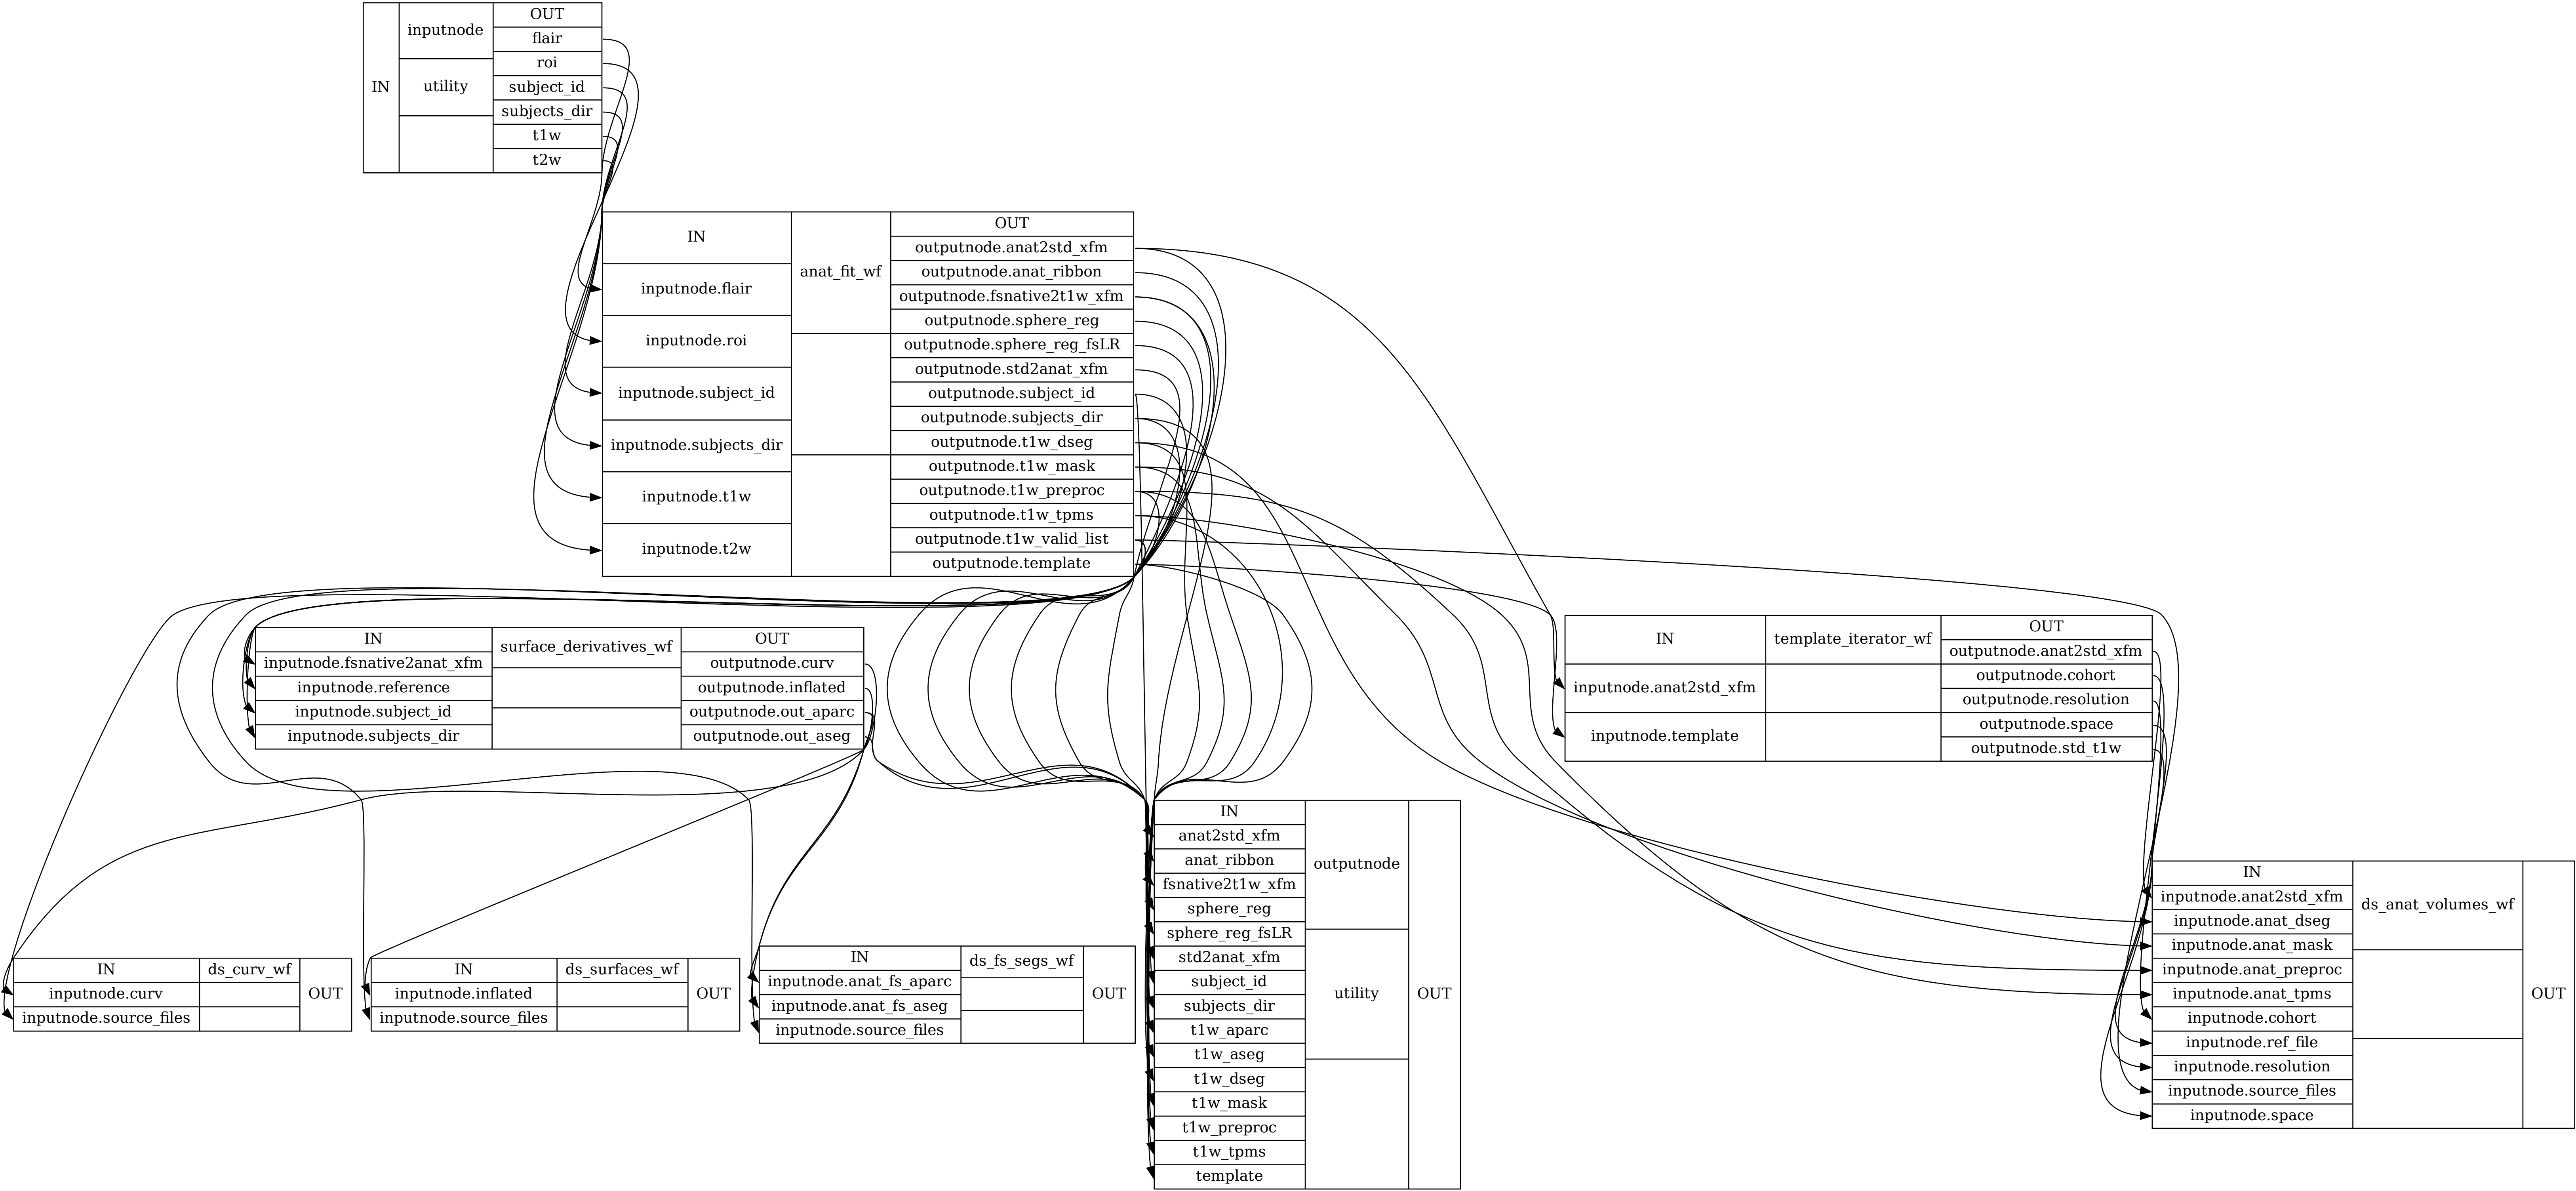 IN
inputnode
utility
OUT
flair
roi
subject_id
subjects_dir
t1w
t2w
IN
inputnode.flair
inputnode.roi
inputnode.subject_id
inputnode.subjects_dir
inputnode.t1w
inputnode.t2w
anat_fit_wf
OUT
outputnode.anat2std_xfm
outputnode.anat_ribbon
outputnode.fsnative2t1w_xfm
outputnode.sphere_reg
outputnode.sphere_reg_fsLR
outputnode.std2anat_xfm
outputnode.subject_id
outputnode.subjects_dir
outputnode.t1w_dseg
outputnode.t1w_mask
outputnode.t1w_preproc
outputnode.t1w_tpms
outputnode.t1w_valid_list
outputnode.template
IN
inputnode.fsnative2anat_xfm
inputnode.reference
inputnode.subject_id
inputnode.subjects_dir
surface_derivatives_wf
OUT
outputnode.curv
outputnode.inflated
outputnode.out_aparc
outputnode.out_aseg
IN
inputnode.anat2std_xfm
inputnode.template
template_iterator_wf
OUT
outputnode.anat2std_xfm
outputnode.cohort
outputnode.resolution
outputnode.space
outputnode.std_t1w
IN
inputnode.curv
inputnode.source_files
ds_curv_wf
OUT
IN
inputnode.inflated
inputnode.source_files
ds_surfaces_wf
OUT
IN
inputnode.anat_fs_aparc
inputnode.anat_fs_aseg
inputnode.source_files
ds_fs_segs_wf
OUT
IN
anat2std_xfm
anat_ribbon
fsnative2t1w_xfm
sphere_reg
sphere_reg_fsLR
std2anat_xfm
subject_id
subjects_dir
t1w_aparc
t1w_aseg
t1w_dseg
t1w_mask
t1w_preproc
t1w_tpms
template
outputnode
utility
OUT
IN
inputnode.anat2std_xfm
inputnode.anat_dseg
inputnode.anat_mask
inputnode.anat_preproc
inputnode.anat_tpms
inputnode.cohort
inputnode.ref_file
inputnode.resolution
inputnode.source_files
inputnode.space
ds_anat_volumes_wf
OUT